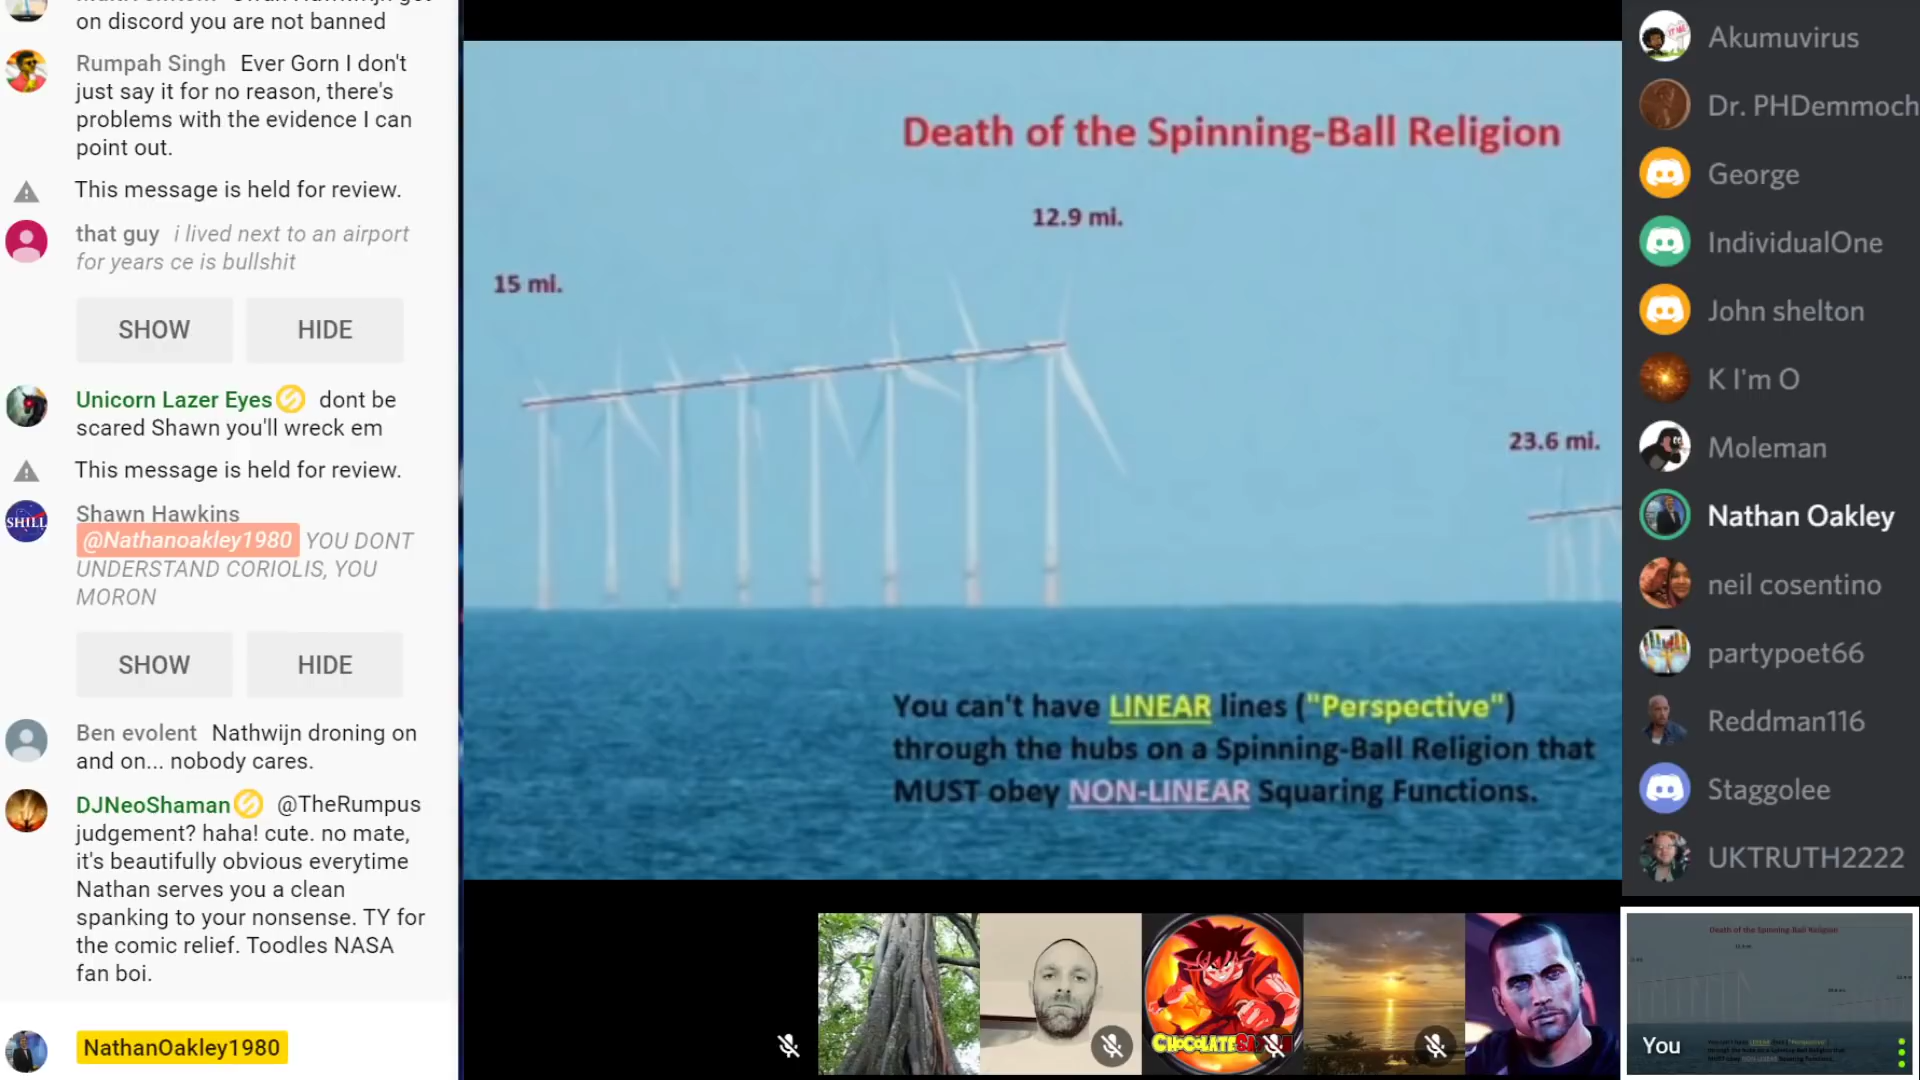 on discord you are not banned
Rumpah Singh Ever Gorn I don't
just say it for no reason, there's
problems with the evidence I can
point out.
This message is held for review.
that guy i lived next to an airport
for years ce is bullshit
SHOW HIDE
Unicorn Lazer Eyes dont be
scared Shawn you'll wreck em
This message is held for review.
SHILL
Shawn Hawkins
@Nathanoakley1980 YOU DONT
UNDERSTAND CORIOLIS, YOU
MORON
SHOW HIDE
Ben evolent Nathwijn droning on
and on... nobody cares.
DJNeoShaman @TheRumpus
judgement? haha! cute. no mate,
it's beautifully obvious everytime
Nathan serves you a clean
spanking to your nonsense. TY for
the comic relief. Toodles NASA
fan boi.
NathanOakley1980
Death of the Spinning-Ball Religion
12.9 mi.
15 mi.
23.6 mi.
You can't have LINEAR lines ("Perspective")
through the hubs on a Spinning-Ball Religion that
MUST obey NON-LINEAR Squaring Functions.
Akumuvirus
Dr. PHDemmoch
George
IndividualOne
John shelton
K I'm O
Moleman
Nathan Oakley
neil cosentino
partypoet66
Reddman116
Staggolee
UKTRUTH2222
Death of the Spinning-Ball Religion
You